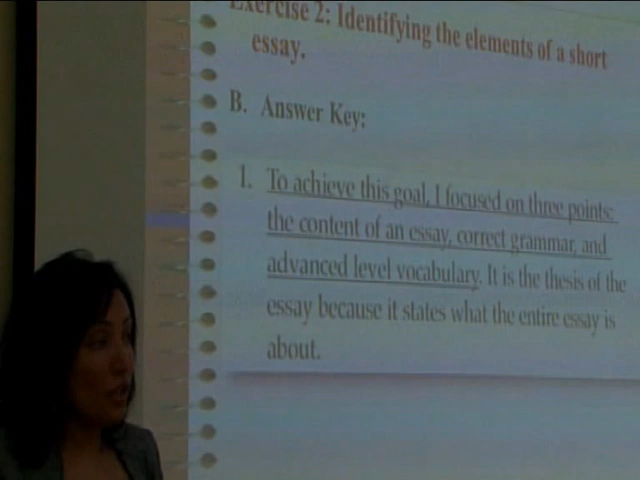 Exercise 2: Identifying the elements of a short
essay.
B. Answer Key:
1. To achieve this goal, I focused on three points:
the content of an essay, correct grammar, and
advanced level vocabulary. It is the thesis of the
essay because it states what the entire essay is
about.